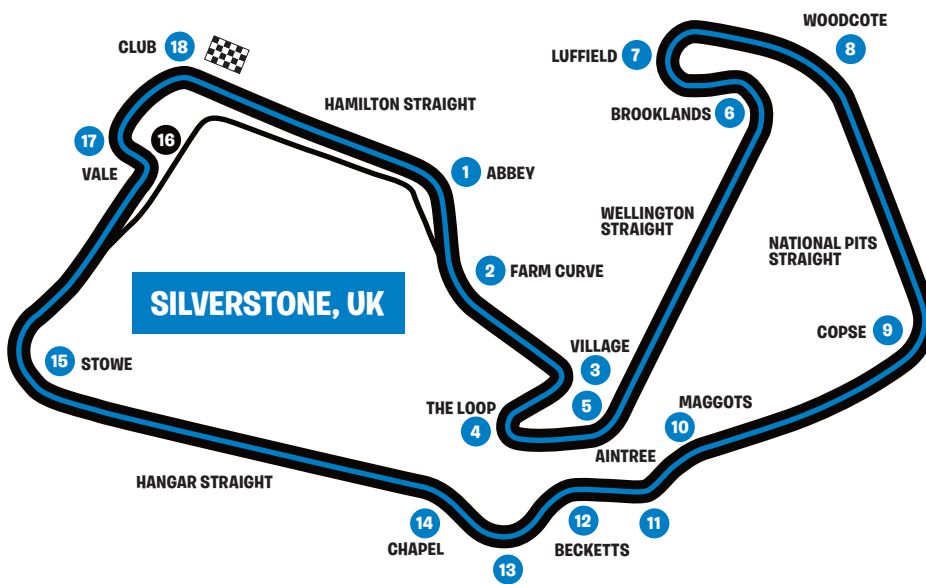 WOODCOTE
8
CLUB 18
LUFFIELD 7
HAMILTON STRAIGHT
BROOKLANDS 6
17
16
VALE
1 ABBEY
WELLINGTON
STRAIGHT
NATIONAL PITS
STRAIGHT
2 FARM CURVE
SILVERSTONE, UK
COPSE 9
VILLAGE
3
15 STOWE
5
THE LOOP
4
MAGGOTS
10
AINTREE
HANGAR STRAIGHT
14
CHAPEL
12
BECKETTS
11
13